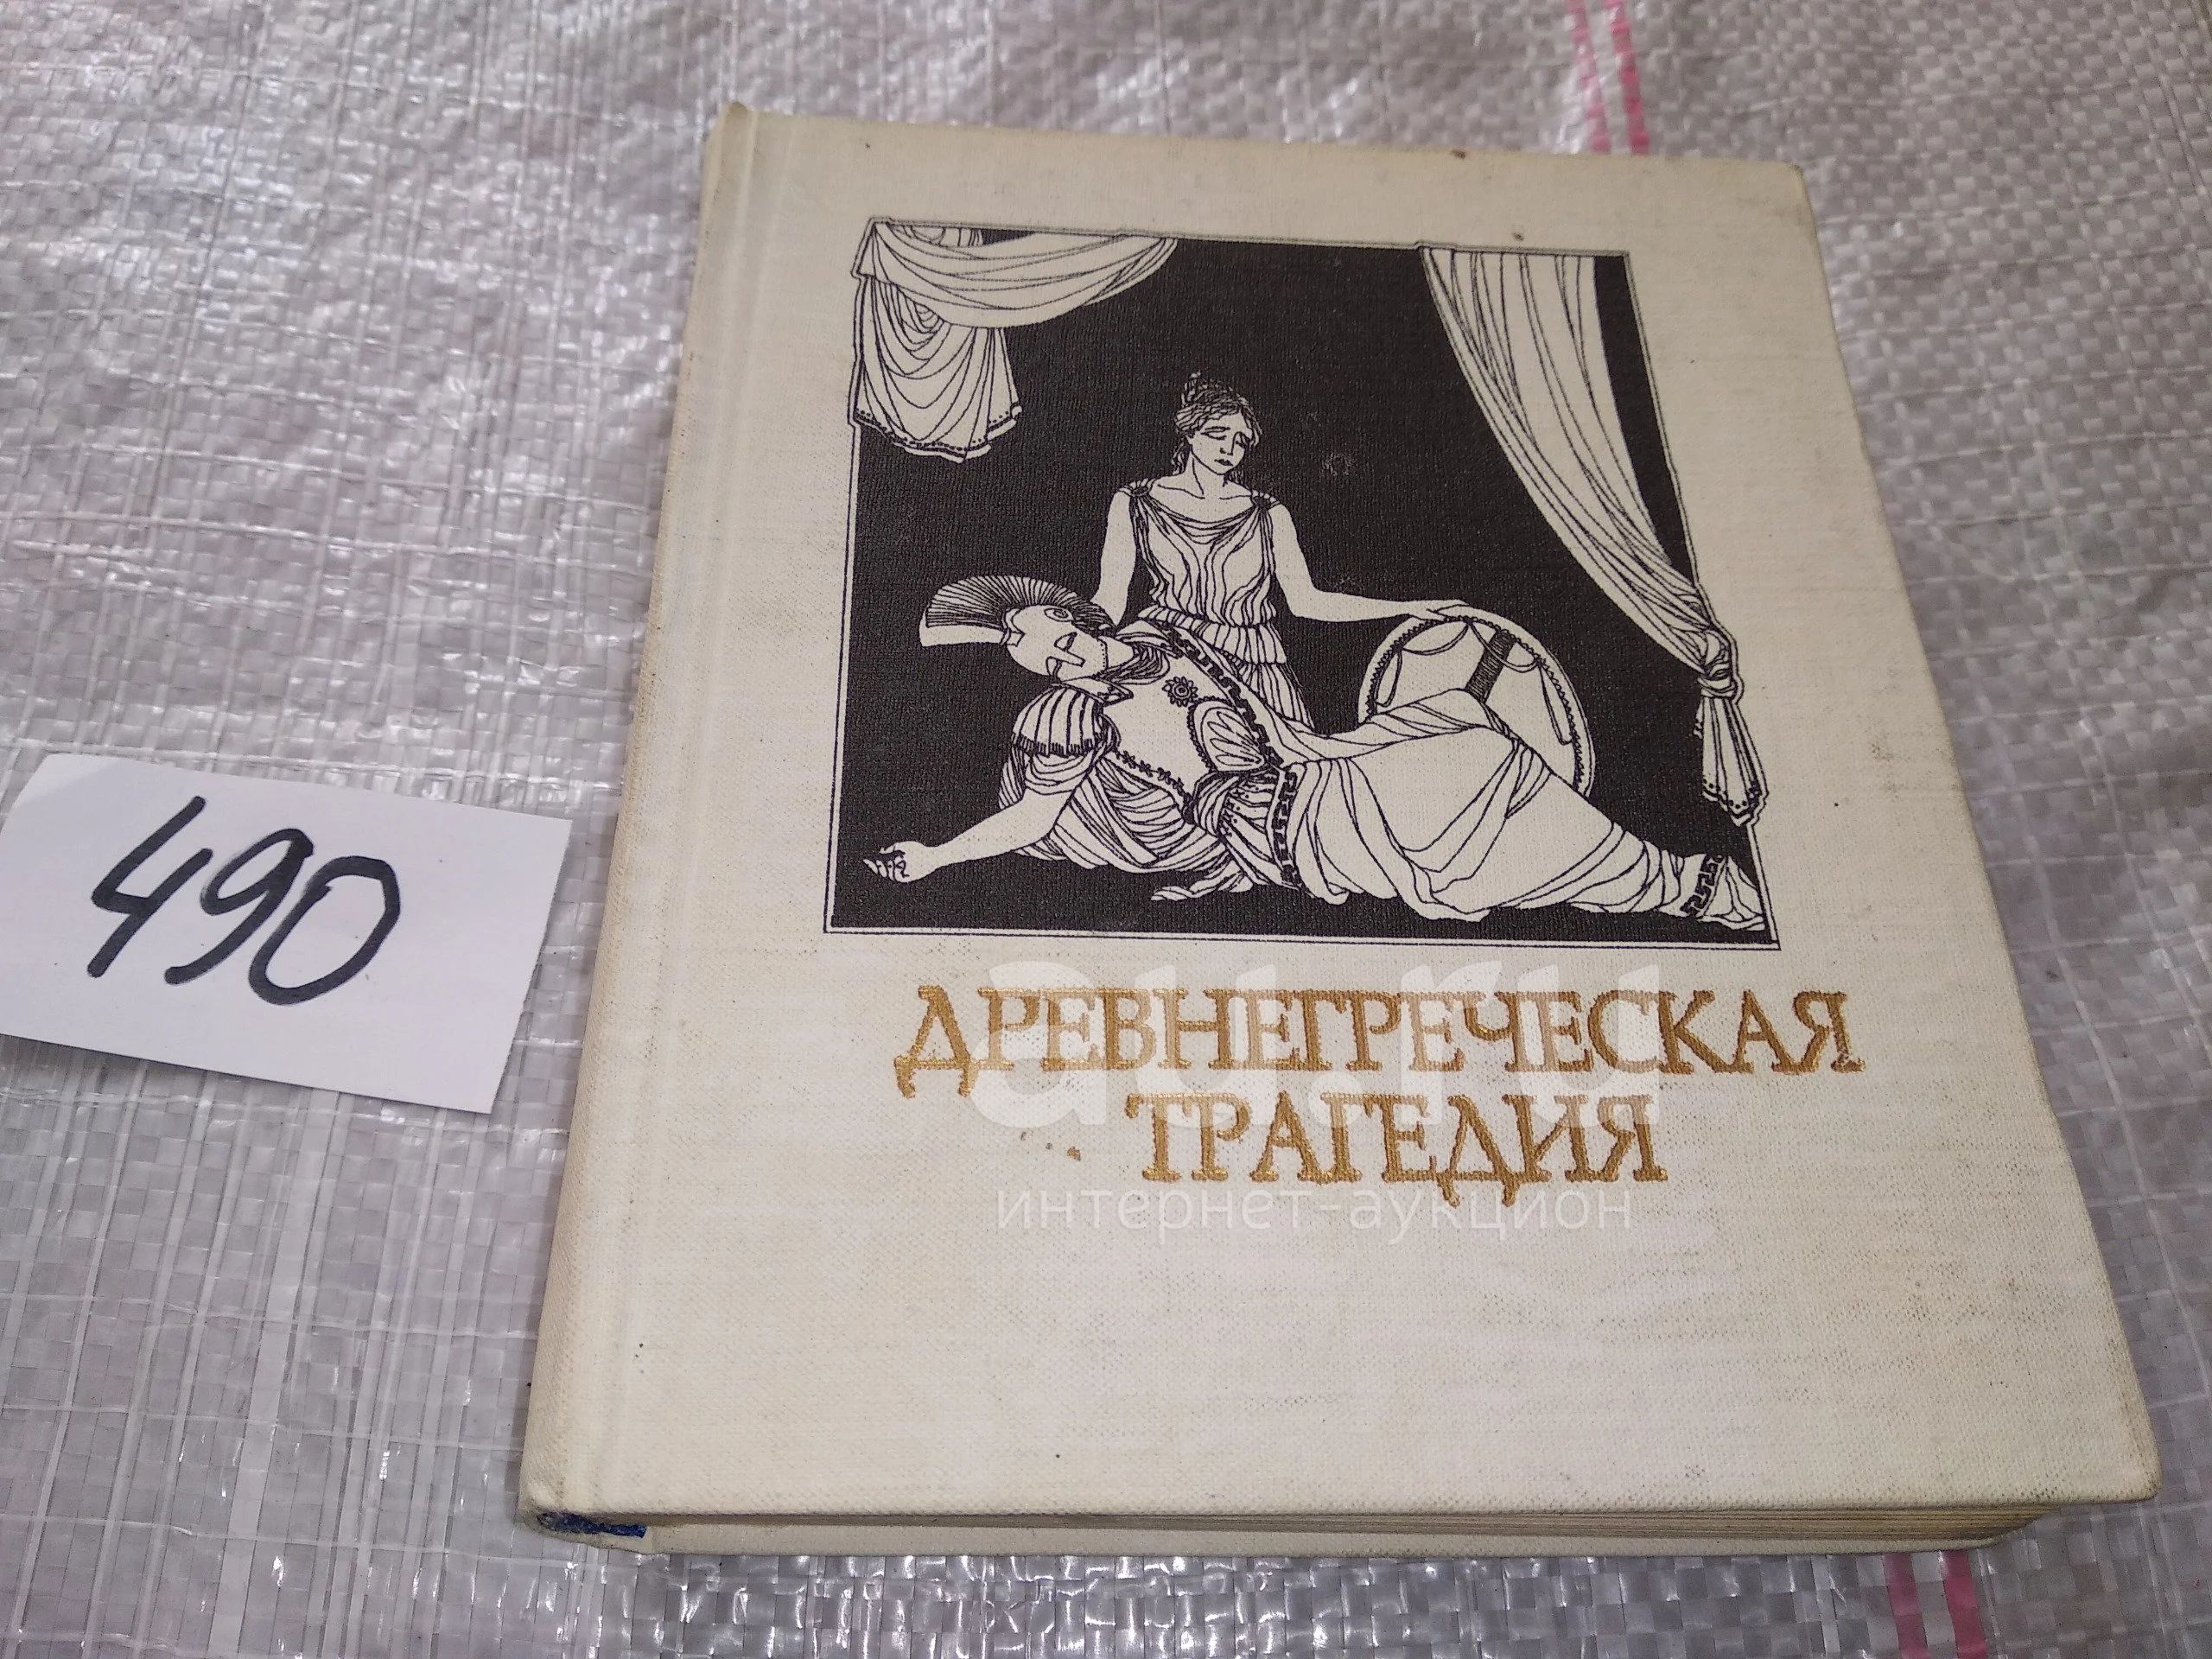 490
ДРЕВНЕГРЕЧЕСКАЯ
ТРАГЕДИЯ
au.ru
интернет-аукцион